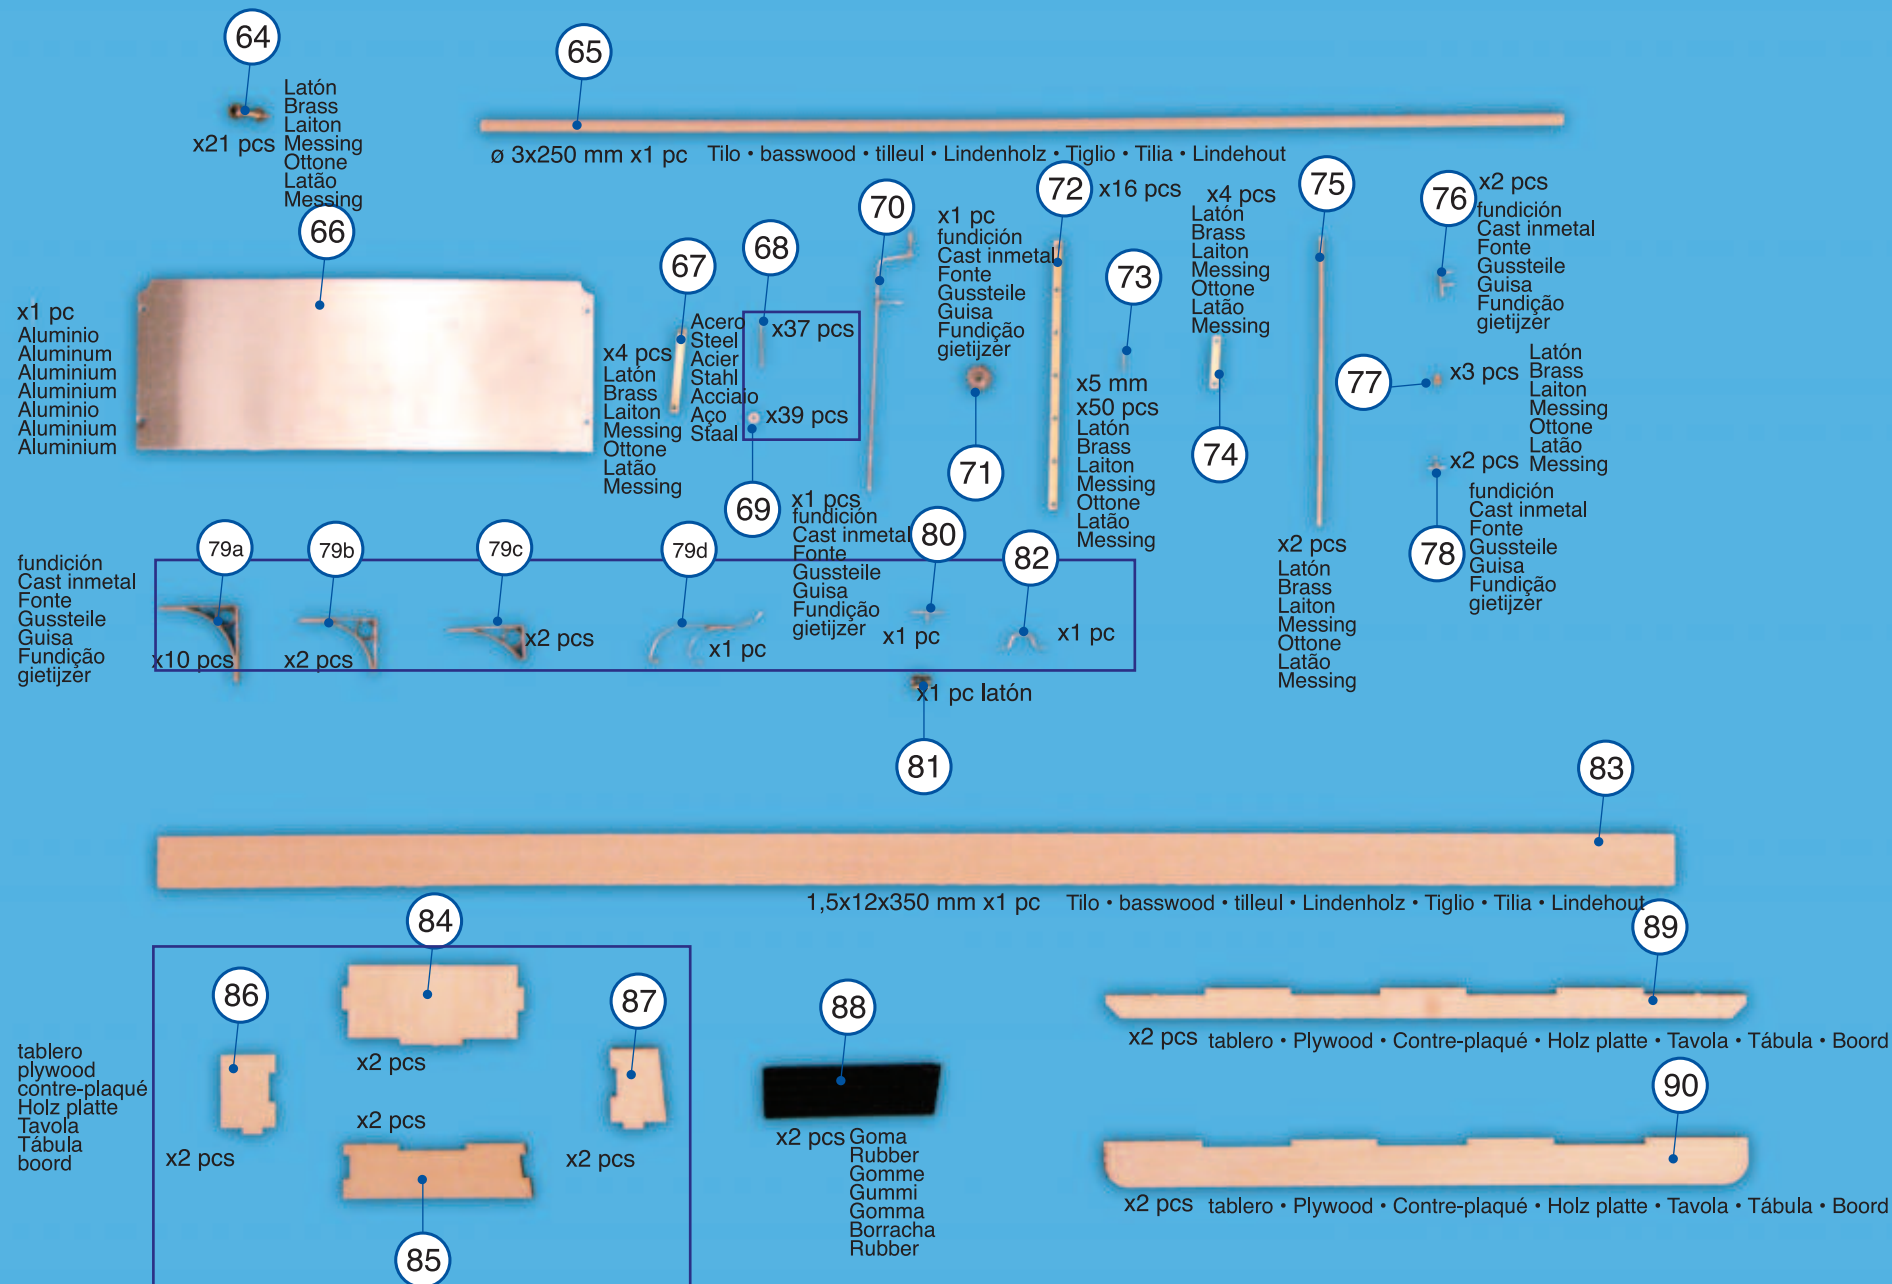 64
Latón
Brass
Laiton
Messing
Ottone
Latão
Messing
x21 pcs
65
ø 3x250 mm x1 pc Tilo • basswood • tilleul • Lindenholz • Tiglio • Tilia • Lindehout
66
x1 pc
Aluminio
Aluminum
Aluminium
Aluminium
Aluminio
Aluminium
Aluminium
67
x4 pcs
Latón
Brass
Laiton
Messing
Ottone
Latão
Messing
68
x37 pcs
Acero
Steel
Acier
Stahl
Acciaio
Aço
Staal
x39 pcs
69
70
x1 pcs
fundición
Cast inmetal
Fonte
Gussteile
Guisa
Fundição
gietijzer
x1 pc
fundición
Cast inmetal
Fonte
Gussteile
Guisa
Fundição
gietijzer
71
72
x16 pcs
73
x5 mm
x50 pcs
Latón
Brass
Laiton
Messing
Ottone
Latão
Messing
x4 pcs
Latón
Brass
Laiton
Messing
Ottone
Latão
Messing
74
75
x2 pcs
Latón
Brass
Laiton
Messing
Ottone
Latão
Messing
76
x2 pcs
fundición
Cast inmetal
Fonte
Gussteile
Guisa
Fundição
gietijzer
77
x3 pcs
Latón
Brass
Laiton
Messing
Ottone
Latão
Messing
x2 pcs
78
fundición
Cast inmetal
Fonte
Gussteile
Guisa
Fundição
gietijzer
fundición
Cast inmetal
Fonte
Gussteile
Guisa
Fundição
gietijzer
79a
x10 pcs
79b
x2 pcs
79c
x2 pcs
79d
x1 pc
80
x1 pc
82
x1 pc
x1 pc latón
81
83
1,5x12x350 mm x1 pc Tilo • basswood • tilleul • Lindenholz • Tiglio • Tilia • Lindehout
tablero
plywood
contre-plaqué
Holz platte
Tavola
Tábula
boord
84
x2 pcs
86
x2 pcs
87
x2 pcs
x2 pcs
85
88
x2 pcs
Goma
Rubber
Gomme
Gummi
Gomma
Borracha
Rubber
89
x2 pcs tablero • Plywood • Contre-plaqué • Holz platte • Tavola • Tábula • Boord
90
x2 pcs tablero • Plywood • Contre-plaqué • Holz platte • Tavola • Tábula • Boord